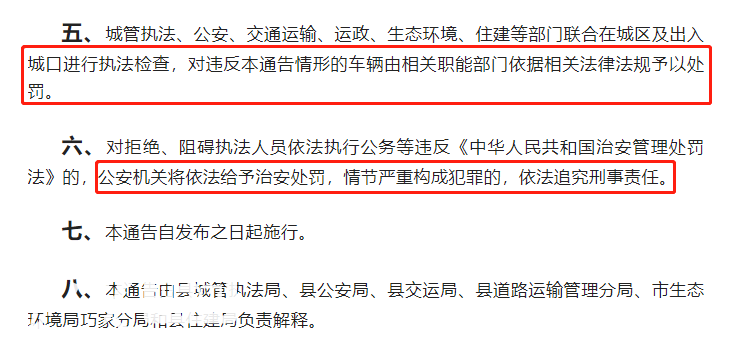 五、城管执法、公安、交通运输、运政、生态环境、住建等部门联合在城区及出入
城口进行执法检查，对违反本通告情形的车辆由相关职能部门依据相关法律法规予以处
罚。
六、对拒绝、阻碍执法人员依法执行公务等违反《中华人民共和国治安管理处罚
法》的，公安机关将依法给予治安处罚，情节严重构成犯罪的，依法追究刑事责任。
七、本通告自发布之日起施行。
八、本通告由县城管执法局、县公安局、县交运局、县道路运输管理分局、市生态
环境局巧家分局和县住建局负责解释。